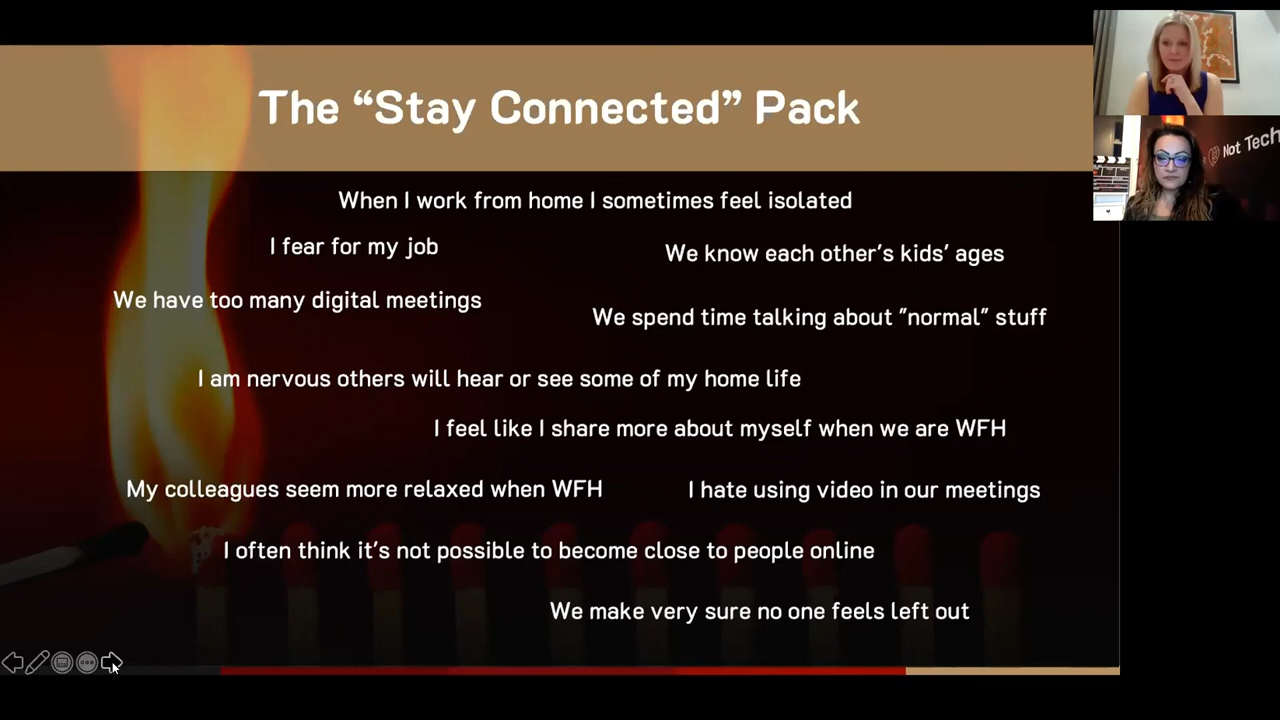 The “Stay Connected” Pack
Not Tech
When I work from home I sometimes feel isolated
I fear for my job
We know each other's kids' ages
We have too many digital meetings
We spend time talking about "normal" stuff
I am nervous others will hear or see some of my home life
I feel like I share more about myself when we are WFH
My colleagues seem more relaxed when WFH
I hate using video in our meetings
I often think it's not possible to become close to people online
We make very sure no one feels left out